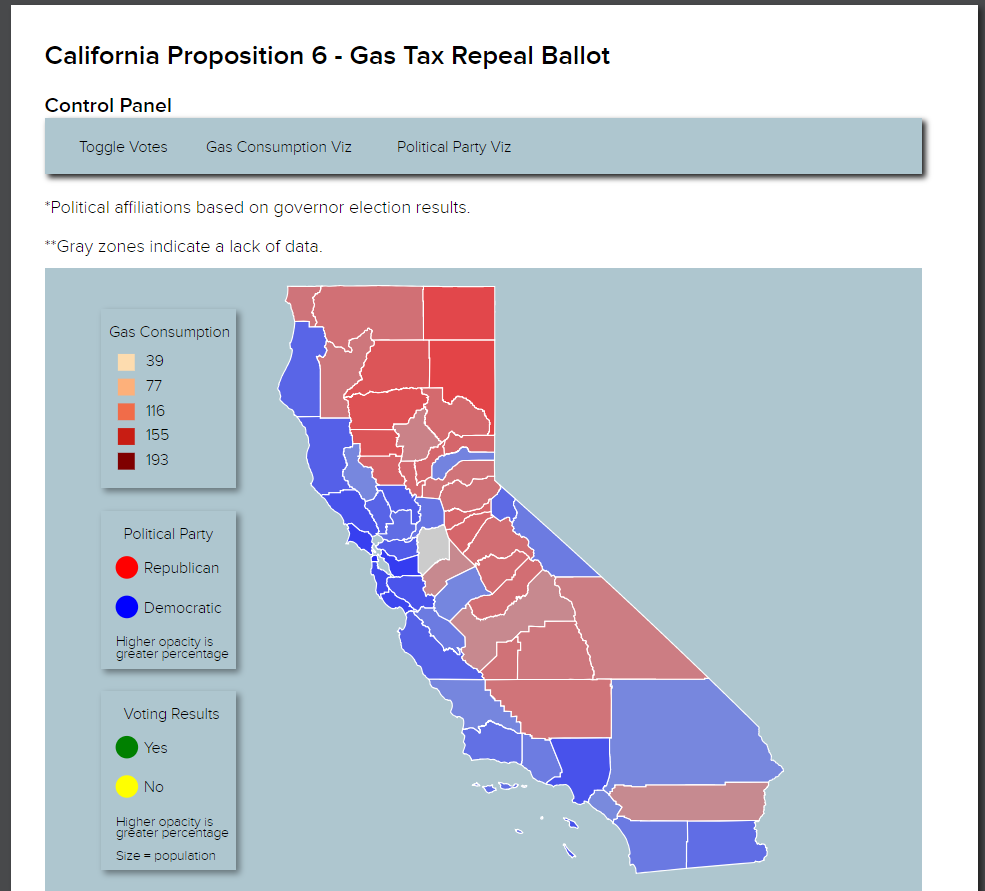 California Proposition 6 - Gas Tax Repeal Ballot
Control Panel
Toggle Votes Gas Consumption Viz Political Party Viz
*Political affiliations based on governor election results.
**Gray zones indicate a lack of data.
Gas Consumption
39
77
116
155
193
Political Party
Republican
Democratic
Higher opacity is
greater percentage
Voting Results
Yes
No
Higher opacity is
greater percentage
Size = population